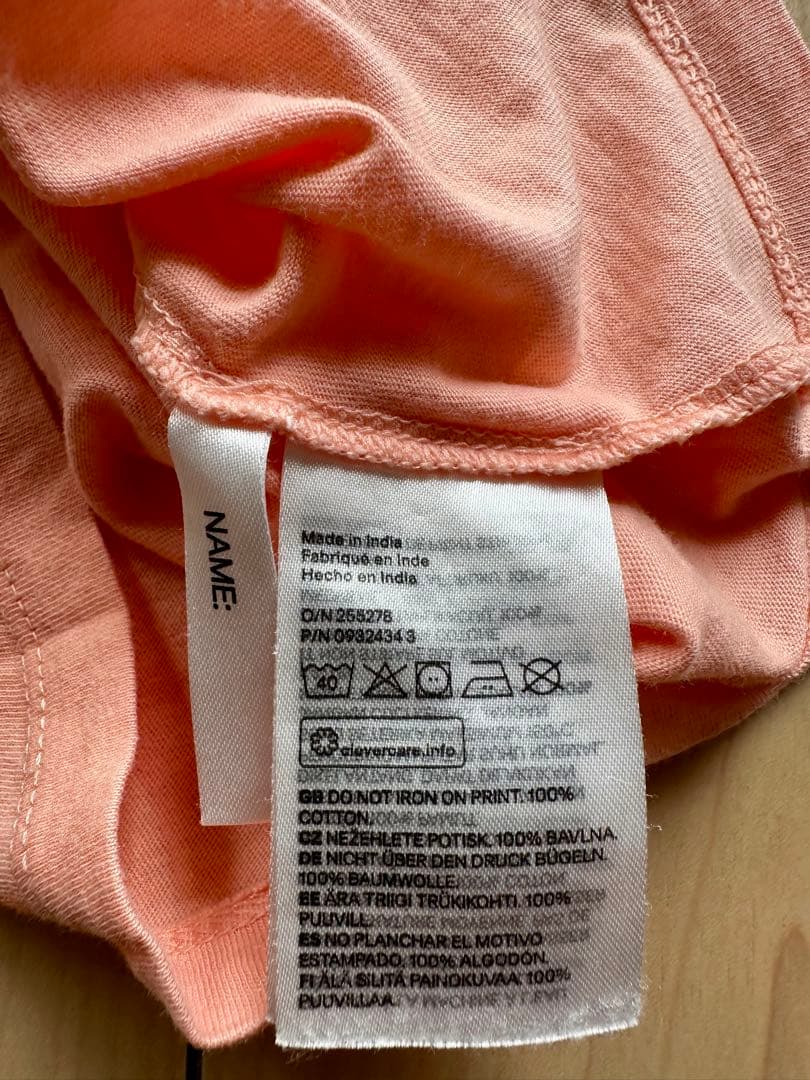 NAME:
Made in India
Fabriqué en Inde
Hecho en India
O/N 255278
P/N 0932434 3
40
clevercare.info
GB DO NOT IRON ON PRINT. 100%
COTTON.
CZ NEŽEHLETE POTISK. 100% BAVLNA.
DE NICHT ÜBER DEN DRUCK BÜGELN.
100% BAUMWOLLE.
EE ÄRA TRIIGI TRÜKIKOHTI. 100%
PUUVILL.
ES NO PLANCHAR EL MOTIVO
ESTAMPADO. 100% ALGODÓN.
FI ÄLÄ SILITÄ PAINOKUVAA. 100%
PUUVILLAA.